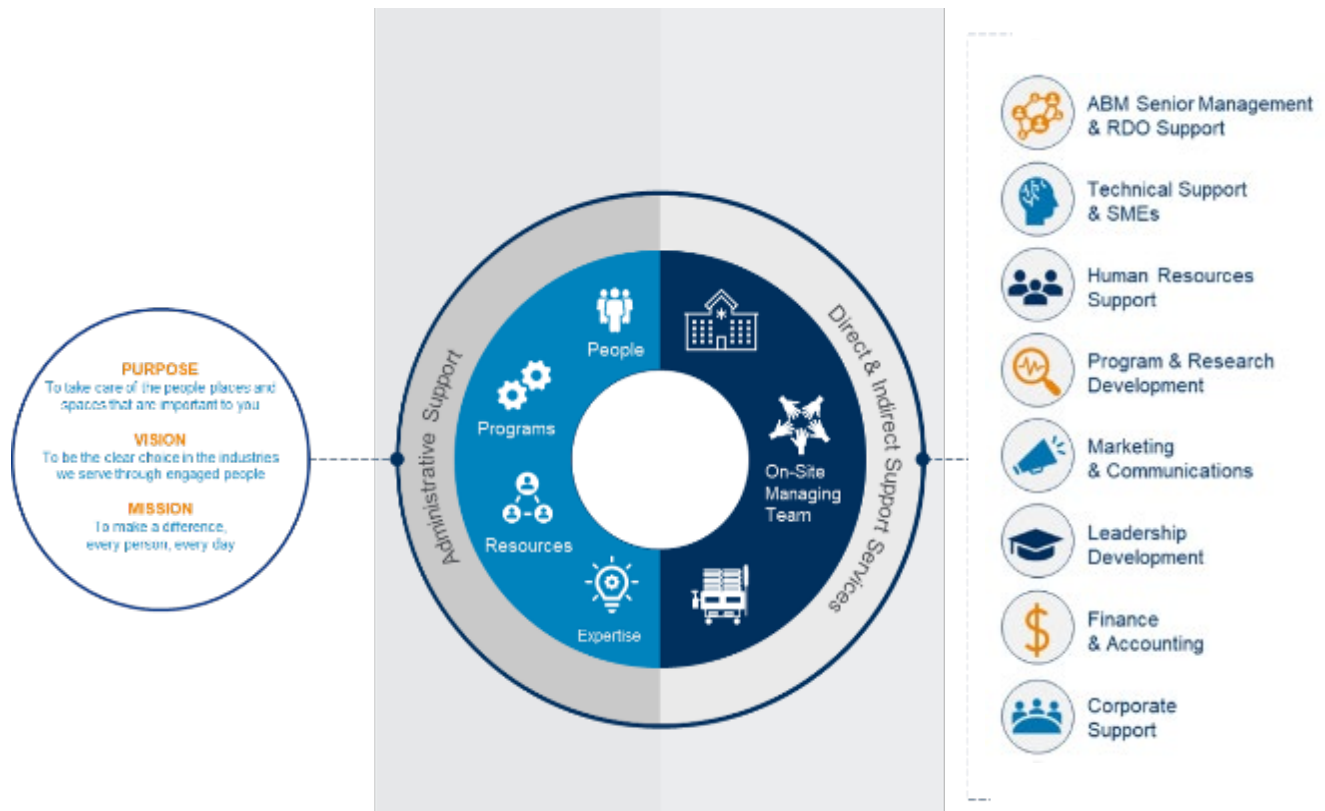 PURPOSE
To take care of the people places and
spaces that are important to you
VISION
To be the clear choice in the industries
we serve through engaged people
MISSION
To make a difference,
every person, every day
Administrative Support
People
Programs
Resources
Expertise
On-Site
Managing
Team
Direct & Indirect Support Services
ABM Senior Management
& RDO Support
Technical Support
& SMEs
Human Resources
Support
Program & Research
Development
Marketing
& Communications
Leadership
Development
Finance
& Accounting
Corporate
Support